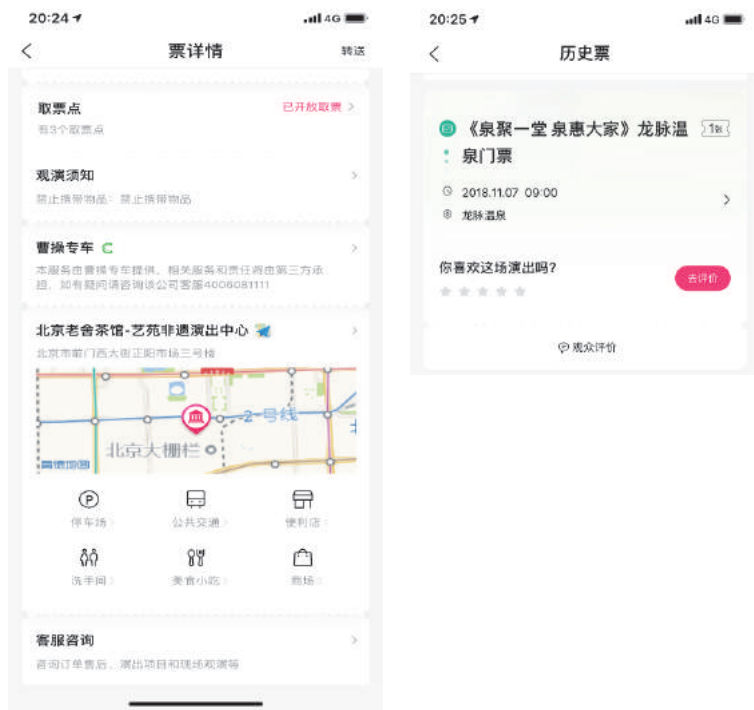 20:24
4G
票详情
转送
取票点
已开放取票
有3个取票点
观演须知
禁止携带物品：禁止携带物品
曹操专车
本服务由曹操专车提供，相关服务和责任将由第三方承
担，如有疑问请咨询该公司客服4006081111
北京老舍茶馆-艺苑非遗演出中心
北京市前门西大街正阳市场三号楼
2号线
北京大栅栏
高德地图
停车场
公共交通
便利店
洗手间
美食小吃
商场
客服咨询
咨询订单售后、演出项目和现场观演等
20:25
4G
历史票
《泉聚一堂 泉惠大家》龙脉温
泉门票
1张
2018.11.07 09:00
龙脉温泉
你喜欢这场演出吗?
去评价
观众评价